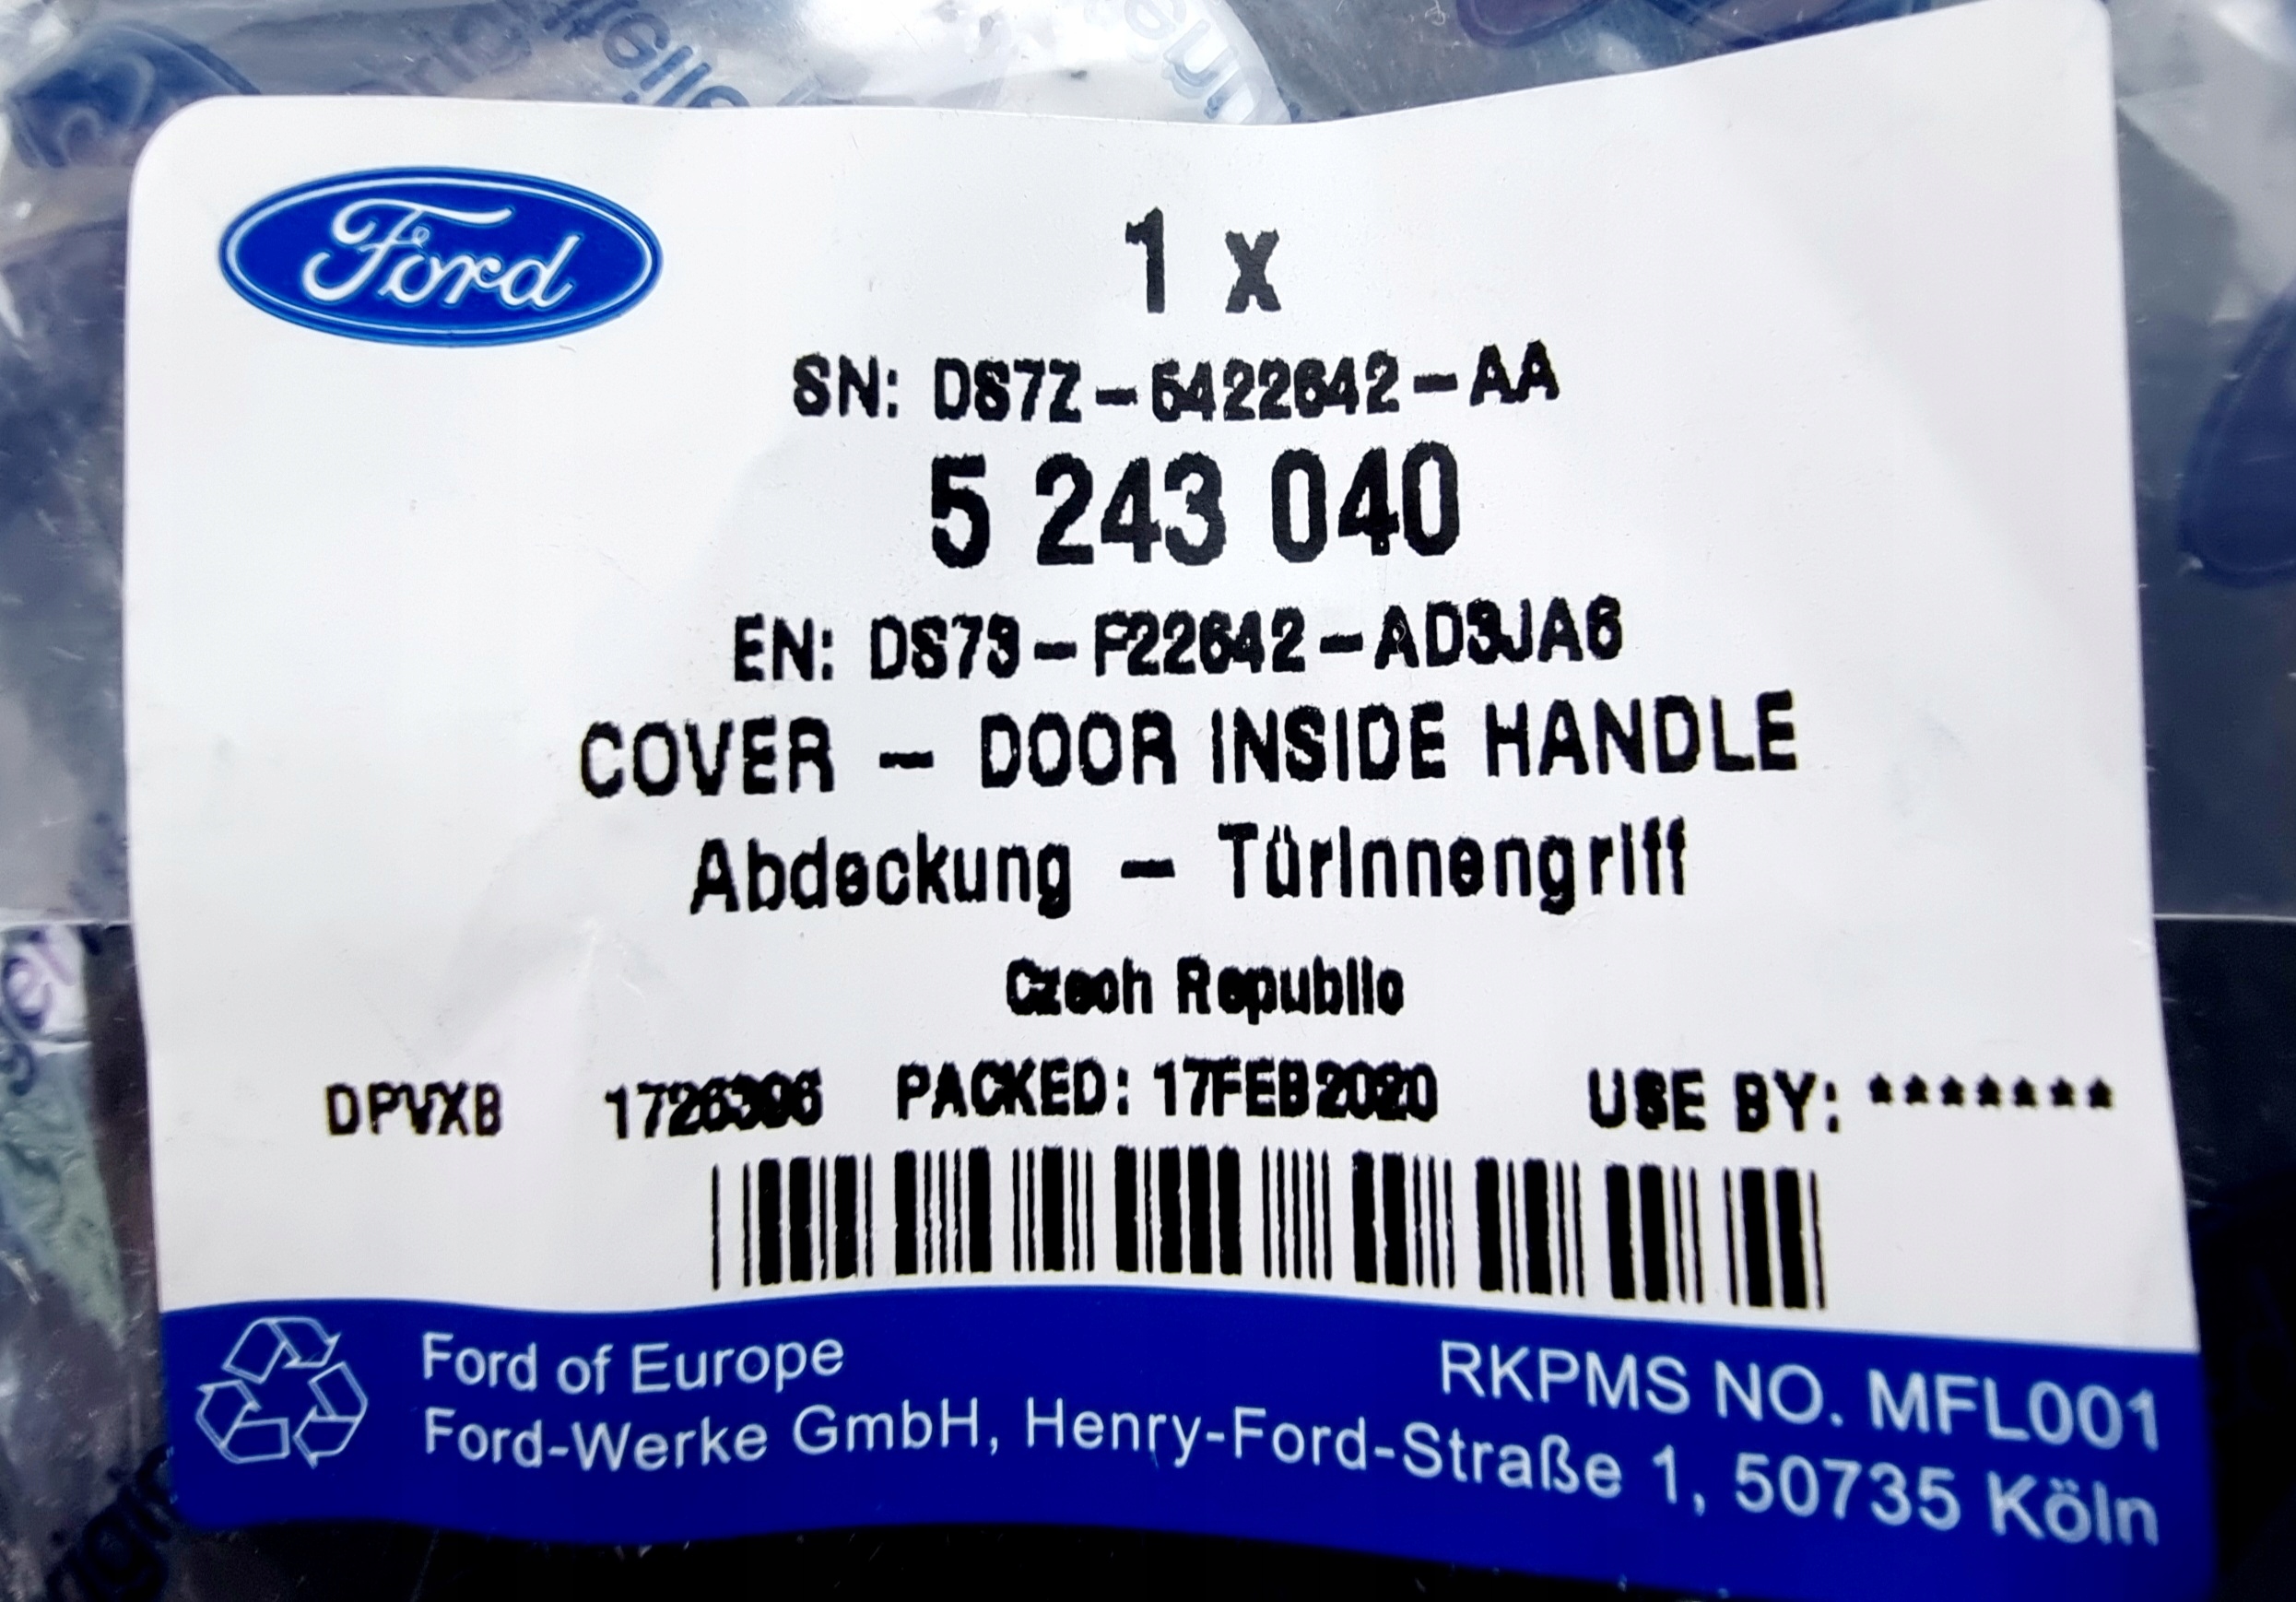 Ford
1 x
SN: DS7Z-5422642-AA
5 243 040
EN: DS73-F22642-AD3JA6
COVER - DOOR INSIDE HANDLE
Abdeckung - Türinnengriff
Czech Republic
DPVXB PACKED: 17FEB2020 USE BY: *******
Ford of Europe
RKPMS NO. MFL001
Ford-Werke GmbH, Henry-Ford-Straße 1, 50735 Köln